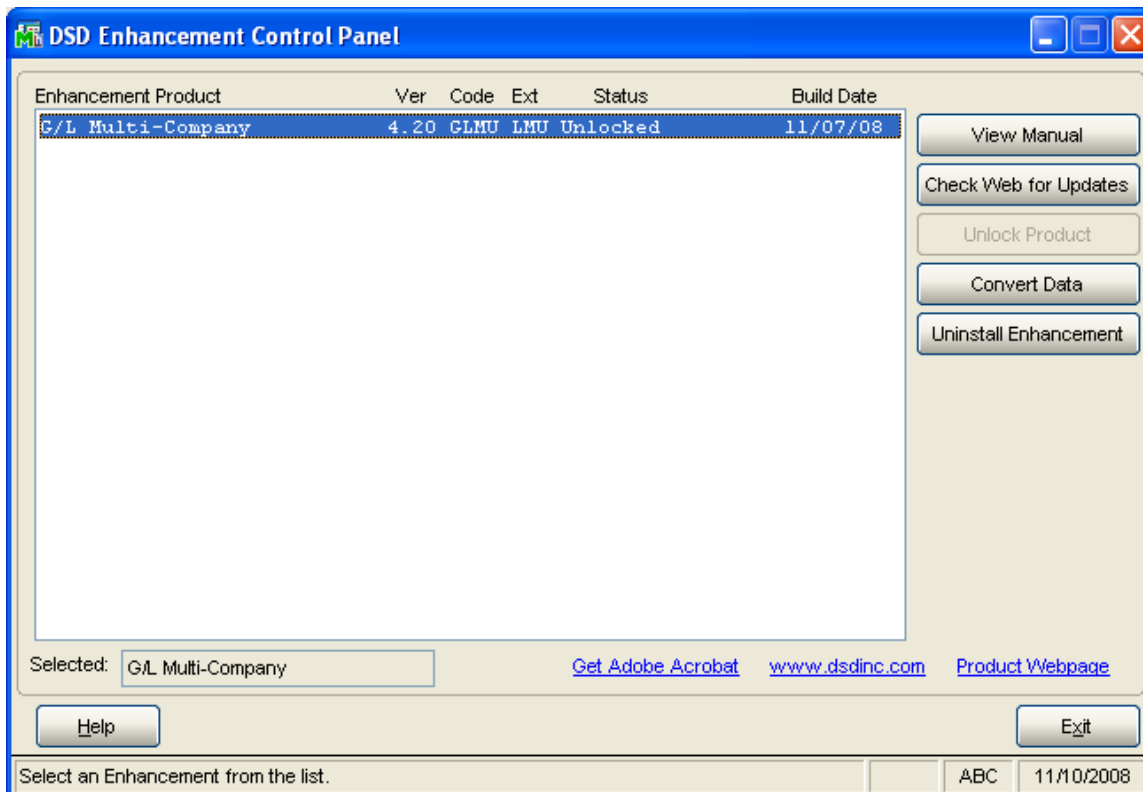 DSD Enhancement Control Panel
Enhancement Product Ver Code Ext Status Build Date
G/L Multi-Company 4.20 GLMU LMU Unlocked 11/07/08
View Manual
Check Web for Updates
Unlock Product
Convert Data
Uninstall Enhancement
Selected: G/L Multi-Company Get Adobe Acrobat www.dsdinc.com Product Webpage
Help Exit
Select an Enhancement from the list. ABC 11/10/2008